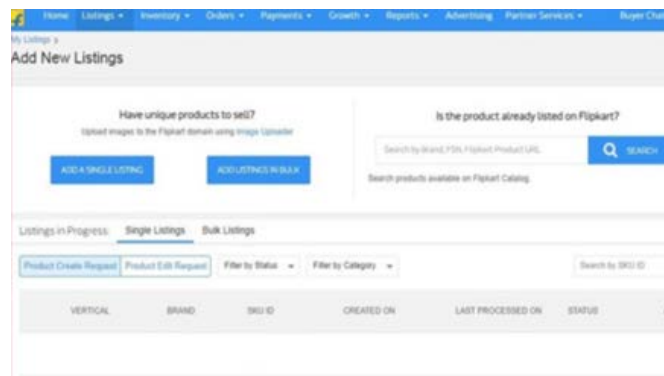 Home Listings Inventory Orders Payments Growth Reports Advertising Partner Services Buyer
My Listings >
Add New Listings
Have unique products to sell?
Upload images to the Flipkart domain using Image Uploader
ADD A SINGLE LISTING ADD LISTINGS IN BULK
Is the product already listed on Flipkart?
Search by Brand, FSN, Flipkart Product URL SEARCH
Search products available on Flipkart Catalog.
Listings in Progress: Single Listings Bulk Listings
Product Create Request Product Edit Request Filter by Status Filter by Category Search by SKU ID
VERTICAL BRAND SKU ID CREATED ON LAST PROCESSED ON STATUS